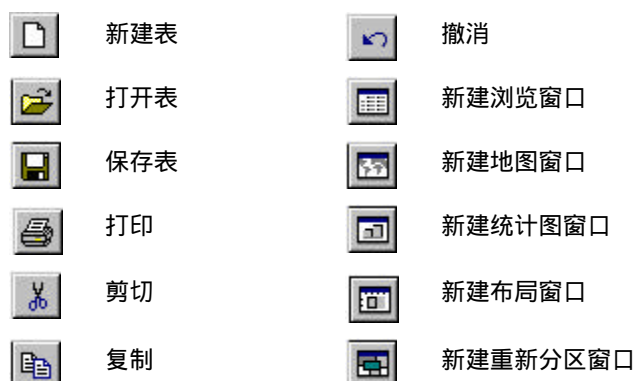 新建表
撤消
打开表
新建浏览窗口
保存表
新建地图窗口
打印
新建统计图窗口
剪切
新建布局窗口
复制
新建重新分区窗口